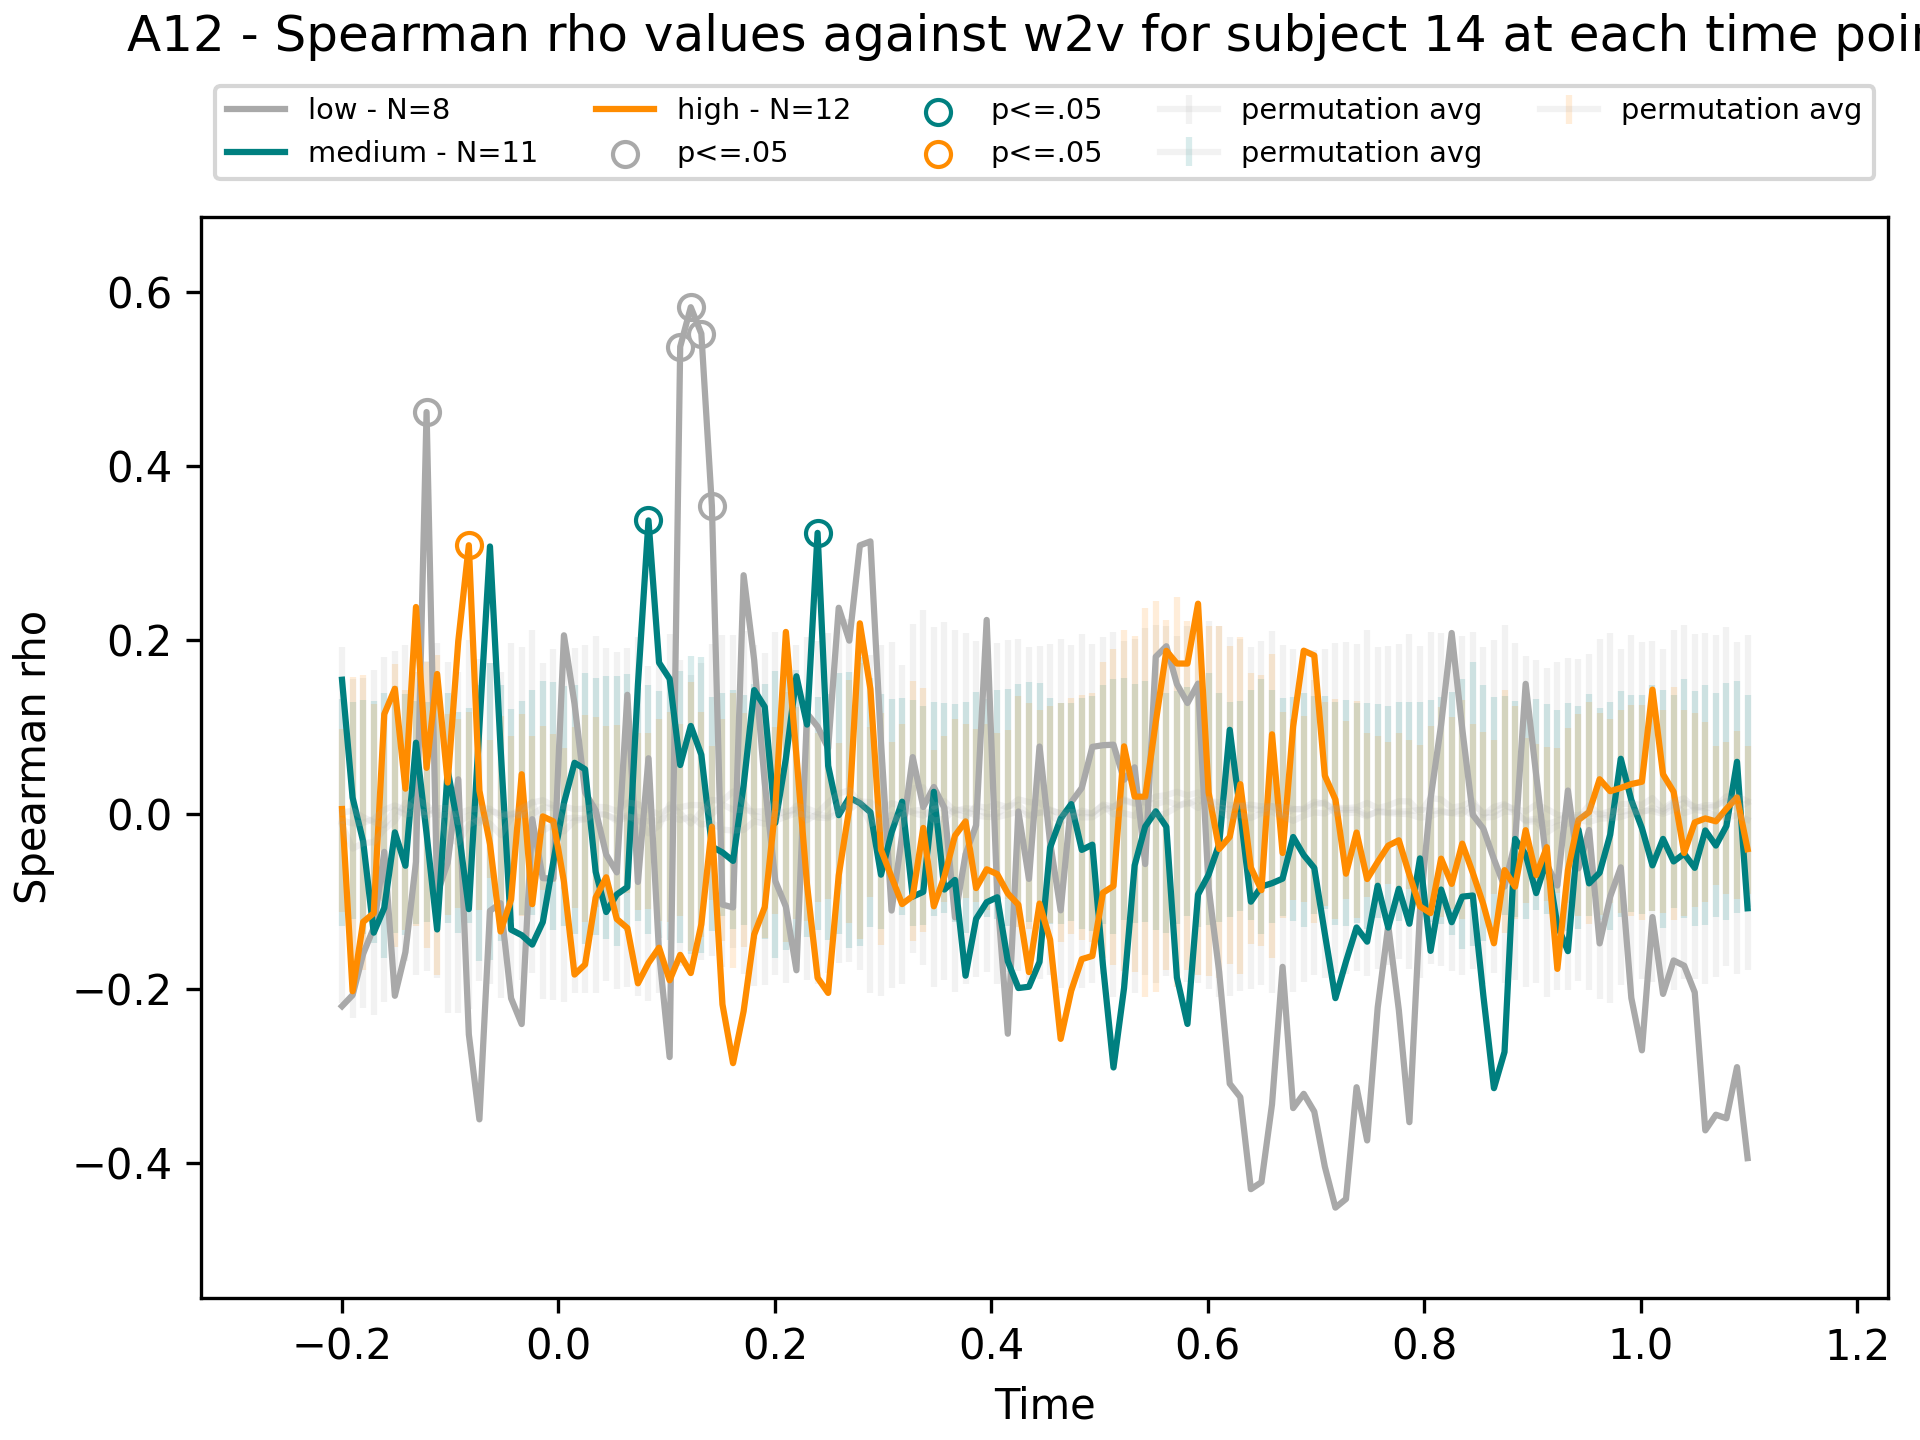 A12 - Spearman rho values against w2v for subject 14 at each time poi
low - N=8 high - N=12 p<=.05 permutation avg permutation avg
medium - N=11 p<=.05 p<=.05 permutation avg
Spearman rho
0.6
0.4
0.2
0.0
−0.2
−0.4
−0.2 0.0 0.2 0.4 0.6 0.8 1.0 1.2
Time